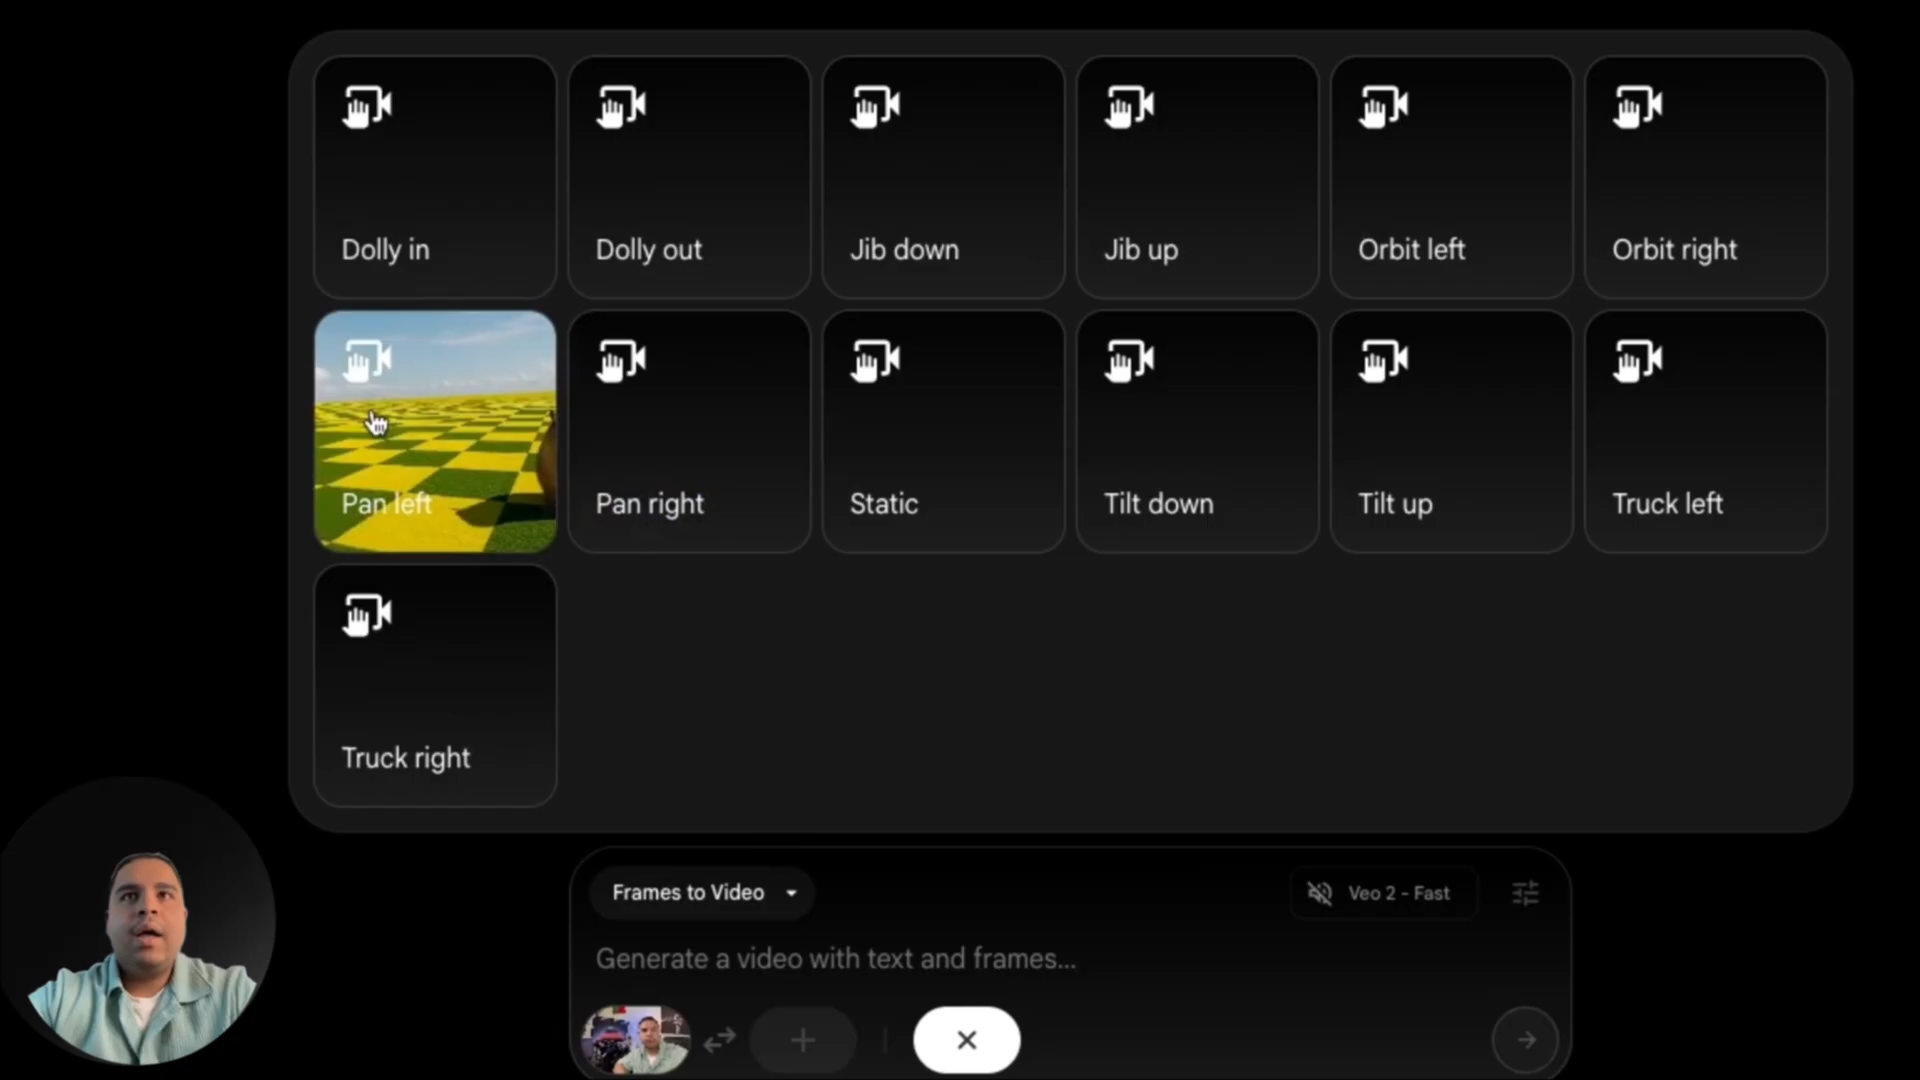 Dolly in
Dolly out
Jib down
Jib up
Orbit left
Orbit right
Pan left
Pan right
Static
Tilt down
Tilt up
Truck left
Truck right
Frames to Video
Veo 2 - Fast
Generate a video with text and frames...